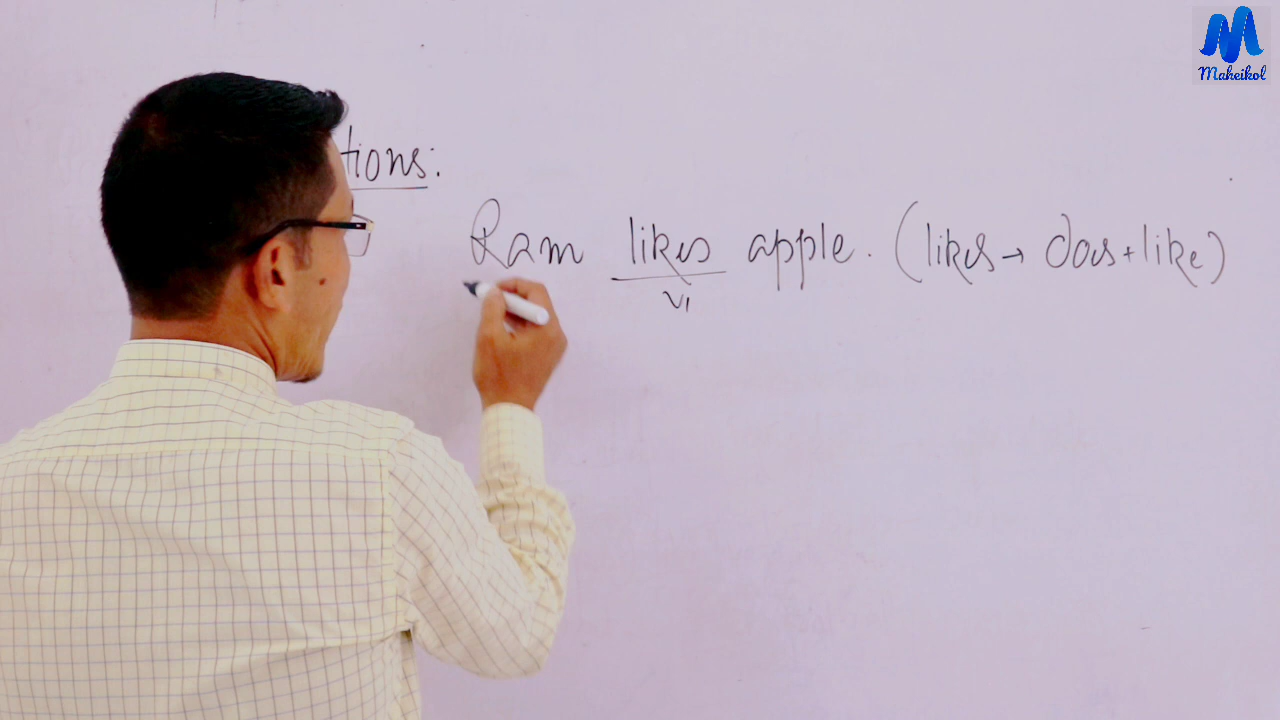 Maheikol
tions:
Ram likes apple. (likes → does + like)
V1